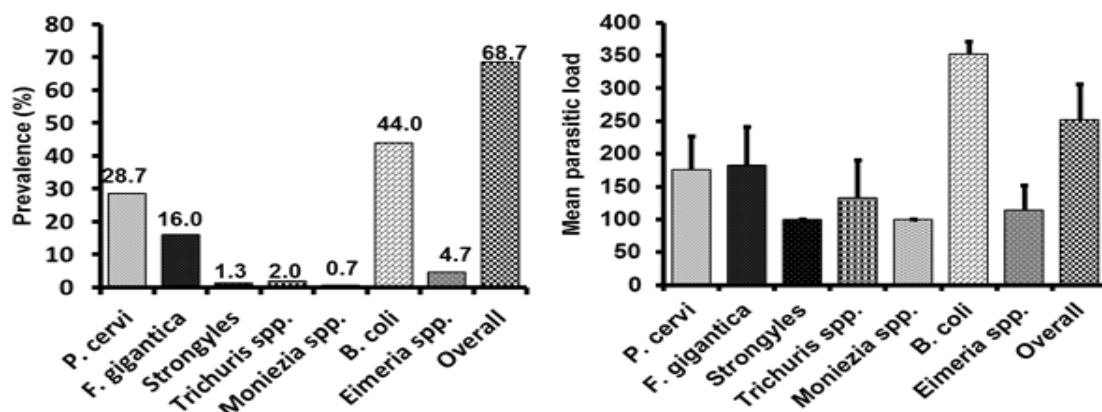 Prevalence (%)
80
70
60
50
40
30
20
10
0
28.7
16.0
1.3
2.0
0.7
44.0
4.7
68.7
P. cervi
F. gigantica
Strongyles
Trichuris spp.
Moniezia spp.
B. coli
Eimeria spp.
Overall
Mean parasitic load
400
350
300
250
200
150
100
50
0
P. cervi
F. gigantica
Strongyles
Trichuris spp.
Moniezia spp.
B. coli
Eimeria spp.
Overall